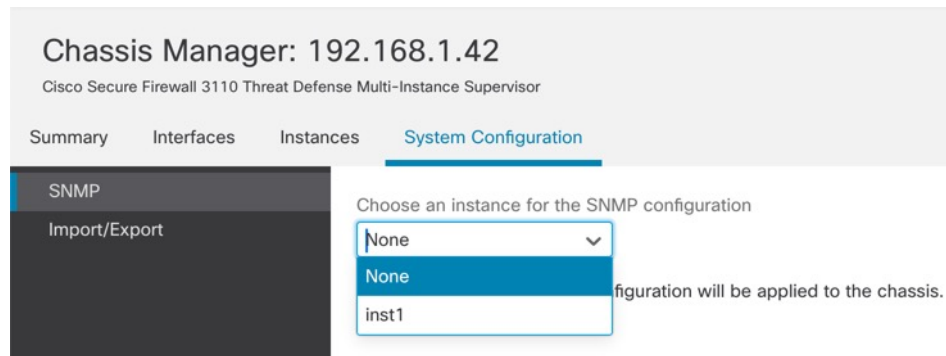 Chassis Manager: 192.168.1.42
Cisco Secure Firewall 3110 Threat Defense Multi-Instance Supervisor
Summary Interfaces Instances System Configuration
SNMP
Import/Export
Choose an instance for the SNMP configuration
None
None
figuration will be applied to the chassis.
inst1